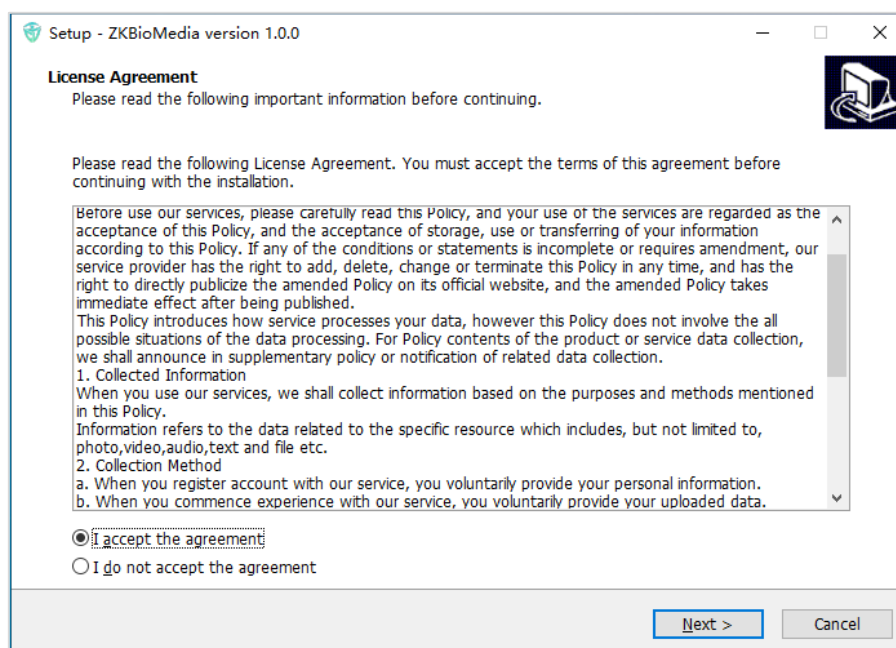 Setup - ZKBioMedia version 1.0.0
License Agreement
Please read the following important information before continuing.
Please read the following License Agreement. You must accept the terms of this agreement before
continuing with the installation.
Before use our services, please carefully read this Policy, and your use of the services are regarded as the
acceptance of this Policy, and the acceptance of storage, use or transferring of your information
according to this Policy. If any of the conditions or statements is incomplete or requires amendment, our
service provider has the right to add, delete, change or terminate this Policy in any time, and has the
right to directly publicize the amended Policy on its official website, and the amended Policy takes
immediate effect after being published.
This Policy introduces how service processes your data, however this Policy does not involve the all
possible situations of the data processing. For Policy contents of the product or service data collection,
we shall announce in supplementary policy or notification of related data collection.
1. Collected Information
When you use our services, we shall collect information based on the purposes and methods mentioned
in this Policy.
Information refers to the data related to the specific resource which includes, but not limited to,
photo,video,audio,text and file etc.
2. Collection Method
a. When you register account with our service, you voluntarily provide your personal information.
b. When you commence experience with our service, you voluntarily provide your uploaded data.
I accept the agreement
I do not accept the agreement
Next >
Cancel